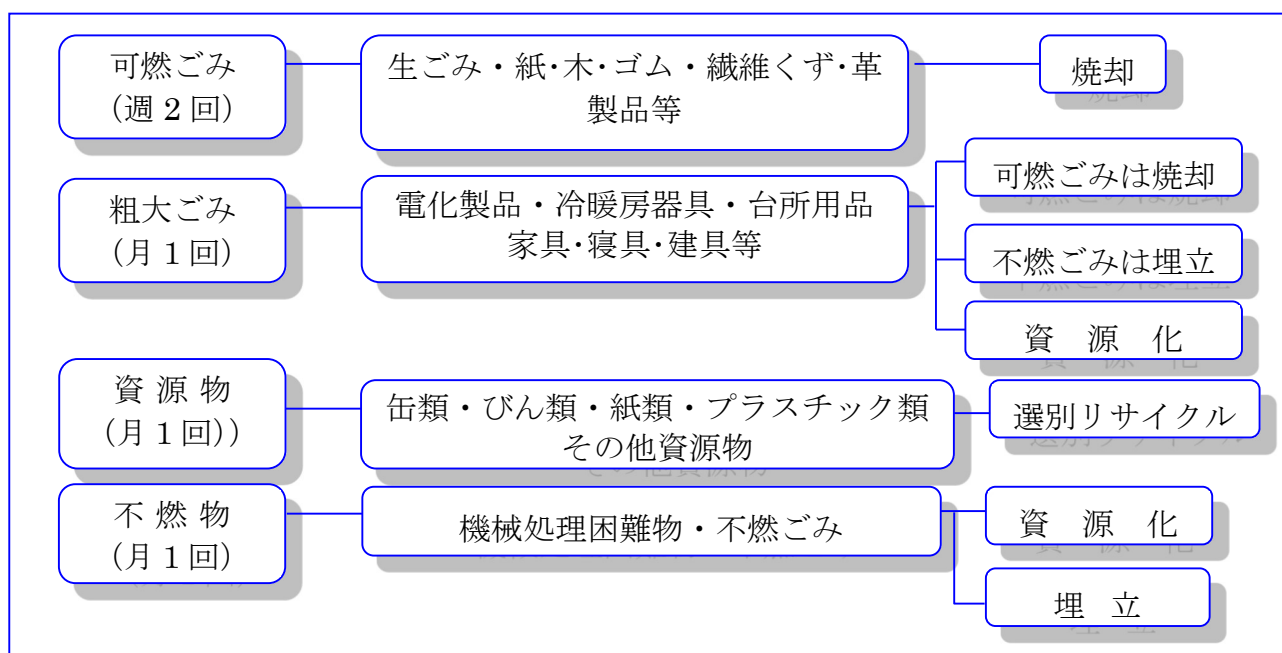 可燃ごみ
(週 2 回)
生ごみ・紙・木・ゴム・繊維くず・革
製品等
焼却
粗大ごみ
(月 1 回)
電化製品・冷暖房器具・台所用品
家具・寝具・建具等
可燃ごみは焼却
不燃ごみは埋立
資 源 化
資 源 物
(月 1 回))
缶類・びん類・紙類・プラスチック類
その他資源物
選別リサイクル
不 燃 物
(月 1 回)
機械処理困難物・不燃ごみ
資 源 化
埋 立